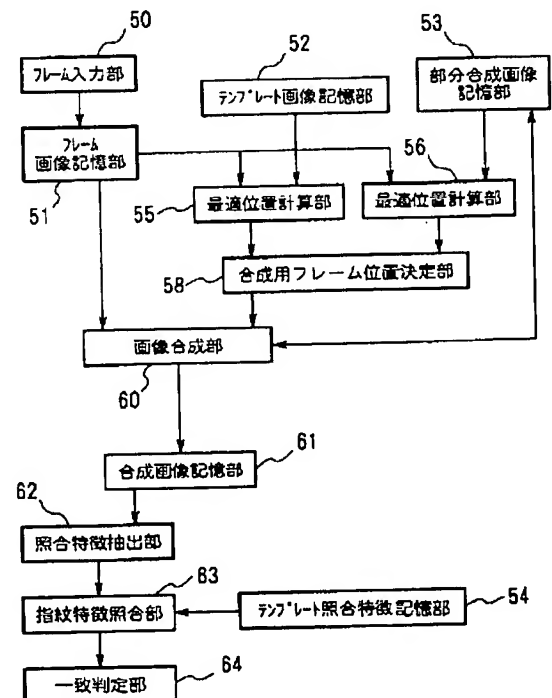 50
フレーム入力部
52
テンプレート画像記憶部
53
部分合成画像
記憶部
フレーム
画像記憶部
51
55
最適位置計算部
56
最適位置計算部
58
合成用フレーム位置決定部
画像合成部
60
61
合成画像記憶部
62
照合特徴抽出部
63
指紋特徴照合部
テンプレート照合特徴記憶部
54
一致判定部
64